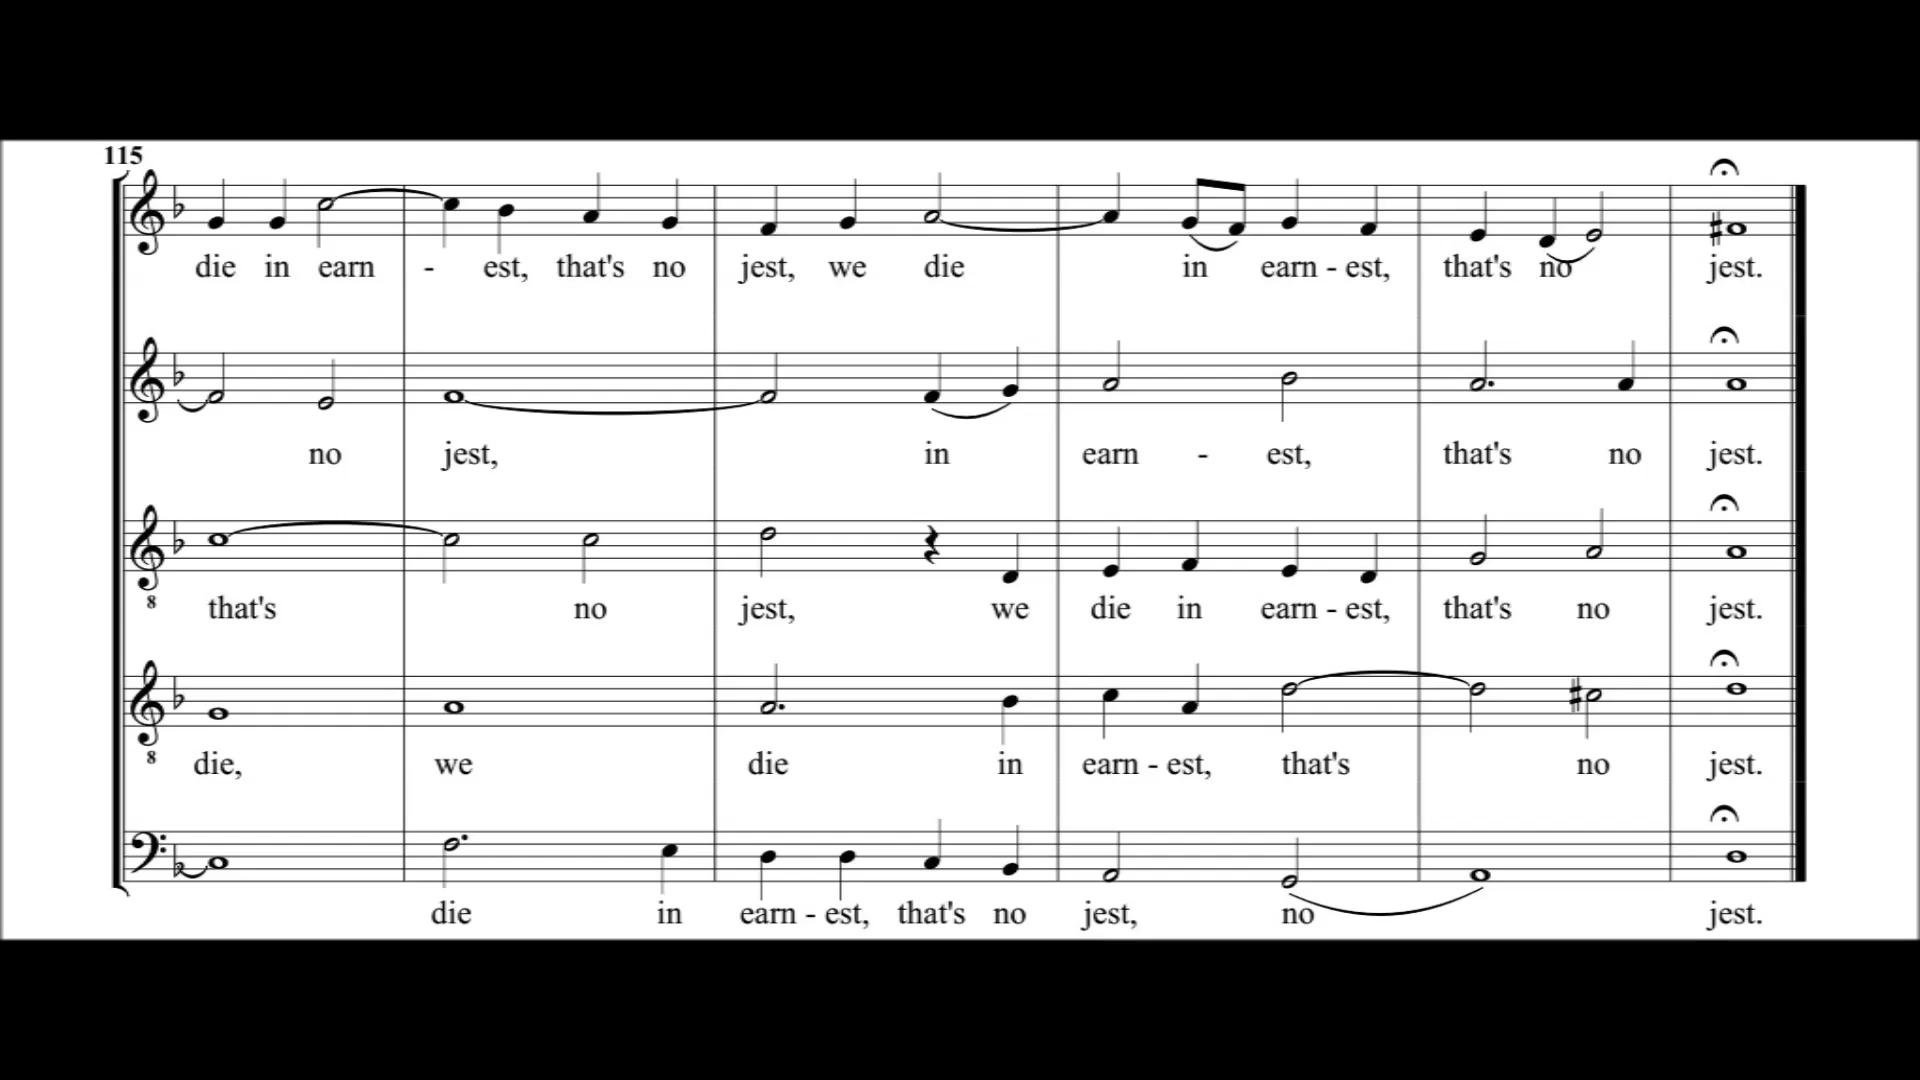 115
die in earn - est, that's no jest, we die in earn - est, that's no jest.
no jest, in earn - est, that's no jest.
that's no jest, we die in earn - est, that's no jest.
8
die, we die in earn - est, that's no jest.
8
die in earn - est, that's no jest, no jest.